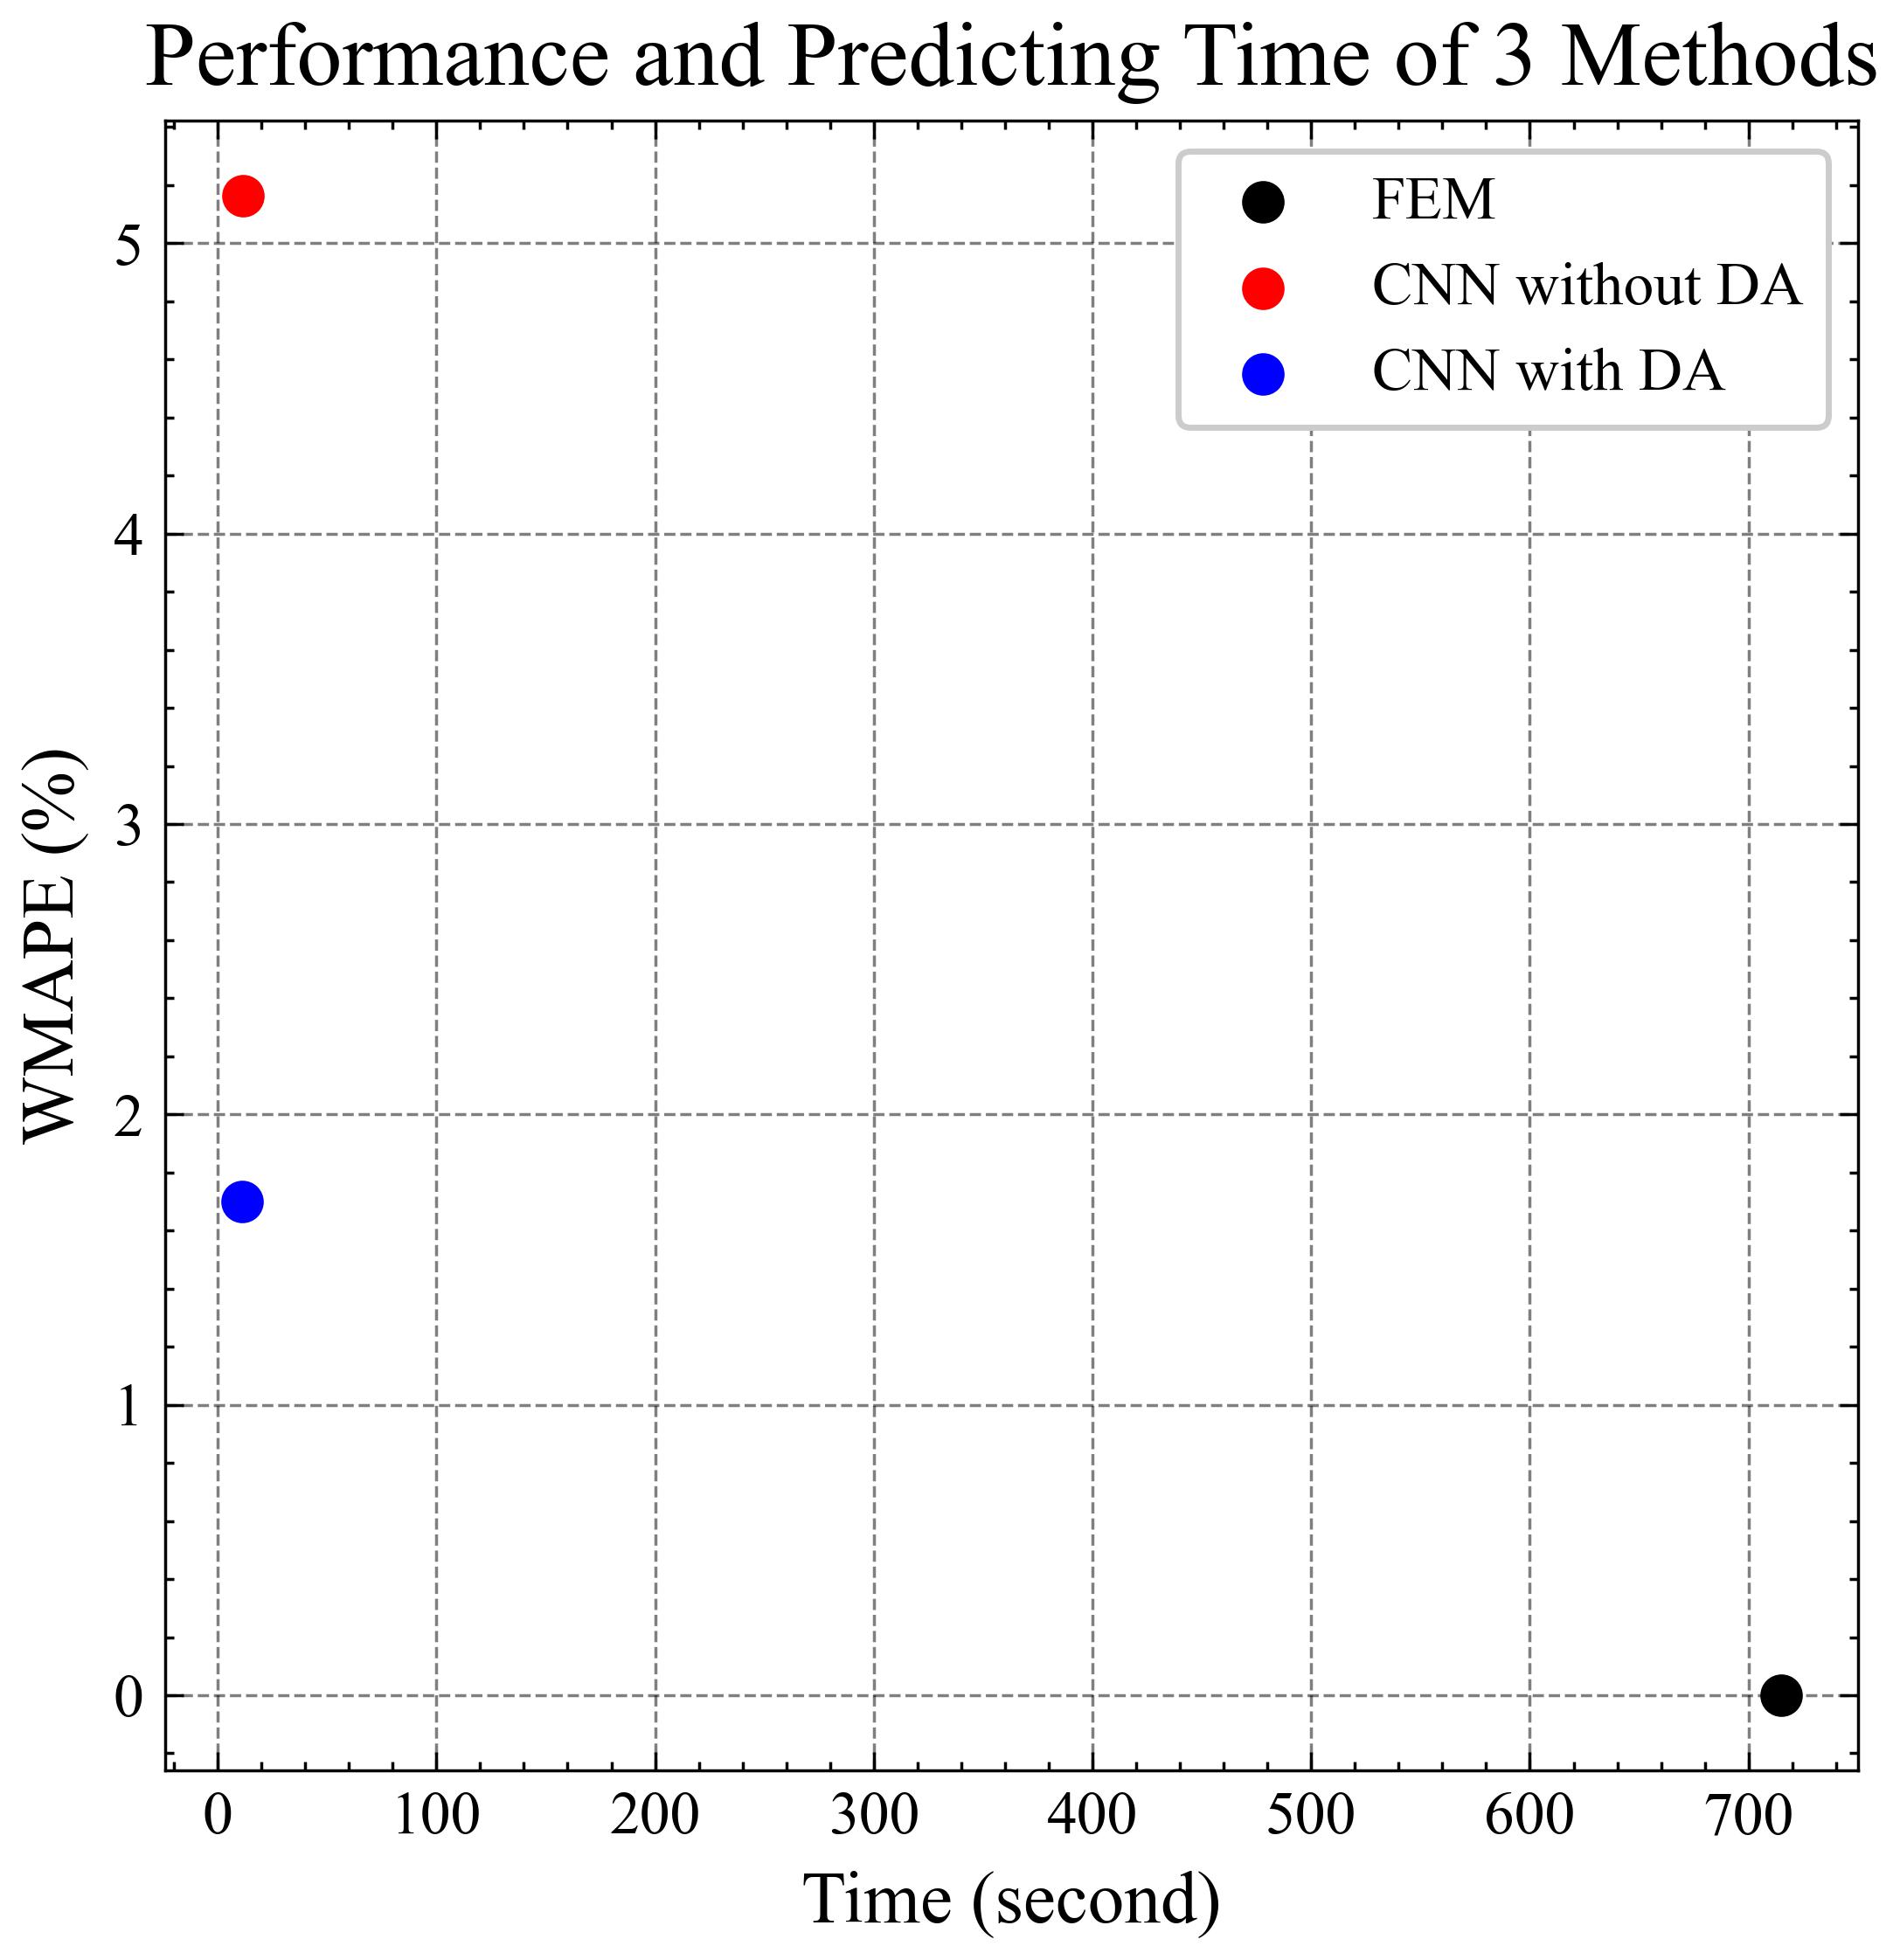 Performance and Predicting Time of 3 Methods
FEM
CNN without DA
CNN with DA
WMAPE (%)
5
4
3
2
1
0
0 100 200 300 400 500 600 700
Time (second)